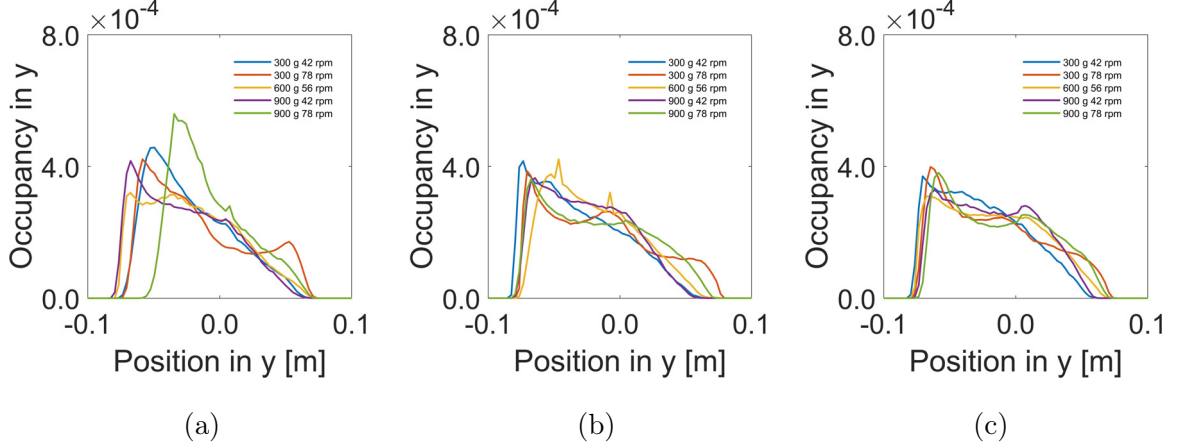 ×10-4
8.0
4.0
0.0
-0.1
0.0
0.1
Occupancy in y
Position in y [m]
300 g 42 rpm
300 g 78 rpm
600 g 56 rpm
900 g 42 rpm
900 g 78 rpm
(a)
×10-4
8.0
4.0
0.0
-0.1
0.0
0.1
Occupancy in y
Position in y [m]
300 g 42 rpm
300 g 78 rpm
600 g 56 rpm
900 g 42 rpm
900 g 78 rpm
(b)
×10-4
8.0
4.0
0.0
-0.1
0.0
0.1
Occupancy in y
Position in y [m]
300 g 42 rpm
300 g 78 rpm
600 g 56 rpm
900 g 42 rpm
900 g 78 rpm
(c)